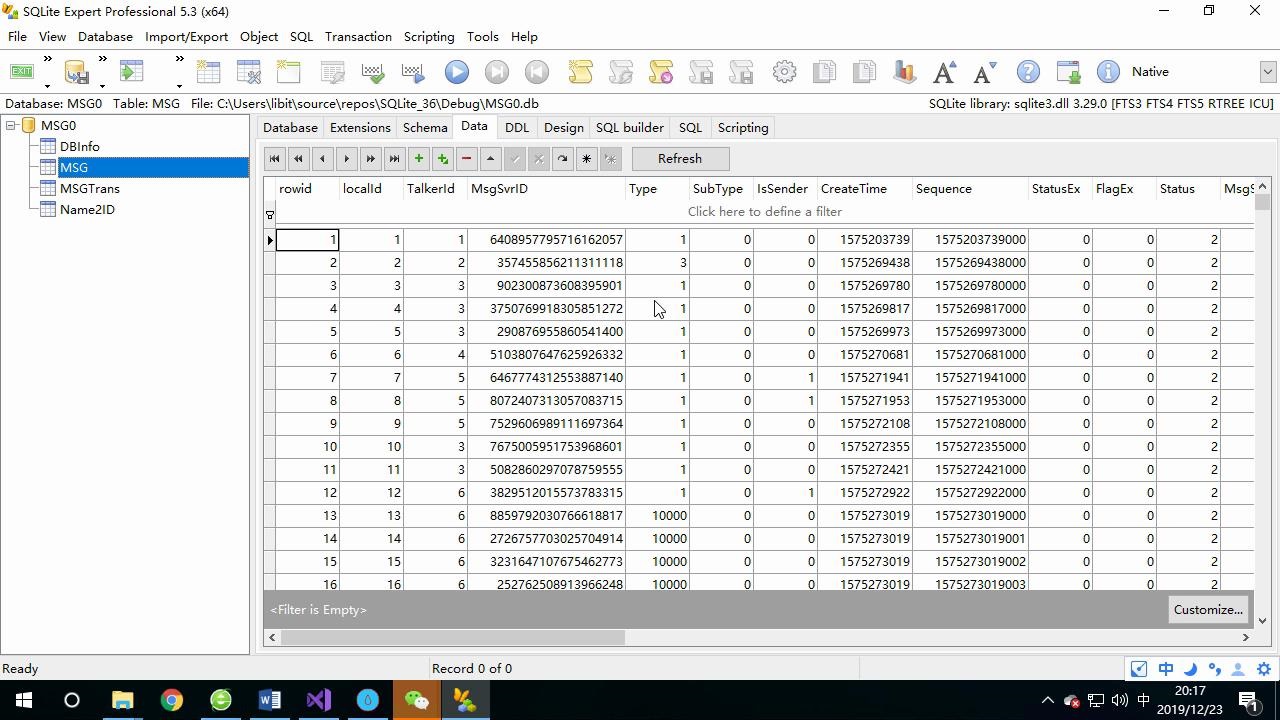 SQLite Expert Professional 5.3 (x64)
File View Database Import/Export Object SQL Transaction Scripting Tools Help
EXIT Native
Database: MSG0 Table: MSG File: C:\Users\libit\source\repos\SQLite_36\Debug\MSG0.db SQLite library: sqlite3.dll 3.29.0 [FTS3 FTS4 FTS5 RTREE ICU]
MSG0
DBInfo
MSG
MSGTrans
Name2ID
Database Extensions Schema Data DDL Design SQL builder SQL Scripting
Refresh
rowid localId TalkerId MsgSvrID Type SubType IsSender CreateTime Sequence StatusEx FlagEx Status MsgS
Click here to define a filter
1 1 1 6408957795716162057 1 0 0 1575203739 1575203739000 0 0 2
2 2 2 357455856211311118 3 0 0 1575269438 1575269438000 0 0 2
3 3 3 902300873608395901 1 0 0 1575269780 1575269780000 0 0 2
4 4 3 3750769918305851272 1 0 0 1575269817 1575269817000 0 0 2
5 5 3 290876955860541400 1 0 0 1575269973 1575269973000 0 0 2
6 6 4 5103807647625926332 1 0 0 1575270681 1575270681000 0 0 2
7 7 5 6467774312553887140 1 0 1 1575271941 1575271941000 0 0 2
8 8 5 8072407313057083715 1 0 1 1575271953 1575271953000 0 0 2
9 9 5 7529606989111697364 1 0 0 1575272108 1575272108000 0 0 2
10 10 3 7675005951753968601 1 0 0 1575272355 1575272355000 0 0 2
11 11 3 5082860297078759555 1 0 0 1575272421 1575272421000 0 0 2
12 12 6 3829512015573783315 1 0 1 1575272922 1575272922000 0 0 2
13 13 6 8859792030766618817 10000 0 0 1575273019 1575273019000 0 0 2
14 14 6 2726757703025704914 10000 0 0 1575273019 1575273019001 0 0 2
15 15 6 3231647107675462773 10000 0 0 1575273019 1575273019002 0 0 2
16 16 6 252762508913966248 10000 0 0 1575273019 1575273019003 0 0 2
<Filter is Empty> Customize...
Ready Record 0 of 0 中
中 20:17
2019/12/23 1